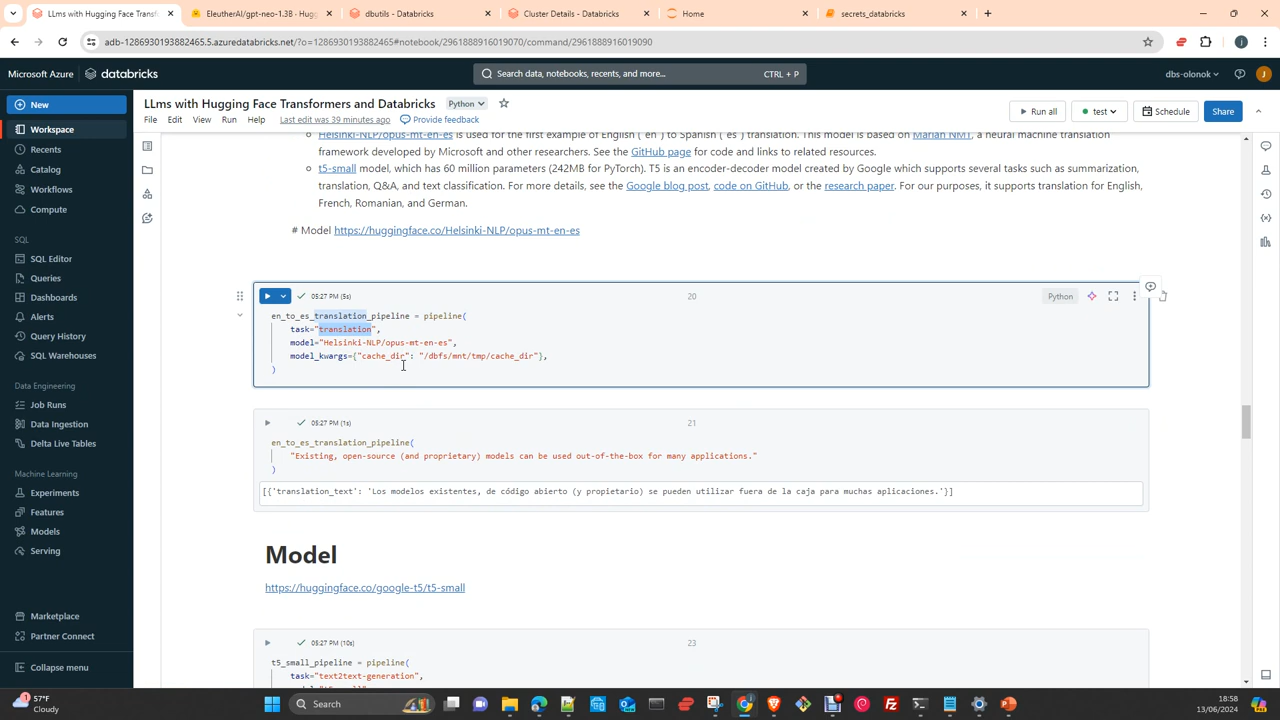 LLms with Hugging Face Transf
EleutherAI/gpt-neo-1.3B · Hugging F
dbutils - Databricks
Cluster Details - Databricks
Home
secrets_databricks
adb-1286930193882465.5.azuredatabricks.net/?o=1286930193882465#notebook/2961888916019070/command/2961888916019090
Microsoft Azure
databricks
Search data, notebooks, recents, and more...
CTRL + P
dbs-olonok
J
New
LLms with Hugging Face Transformers and Databricks
Python
Run all
test
Schedule
Share
File
Edit
View
Run
Help
Last edit was 39 minutes ago
Provide feedback
Workspace
Recents
Catalog
Workflows
Compute
SQL
SQL Editor
Queries
Dashboards
Alerts
Query History
SQL Warehouses
Data Engineering
Job Runs
Data Ingestion
Delta Live Tables
Machine Learning
Experiments
Features
Models
Serving
Marketplace
Partner Connect
Collapse menu
Helsinki-NLP/opus-mt-en-es is used for the first example of English ("en") to Spanish ("es") translation. This model is based on Marian NMT, a neural machine translation
framework developed by Microsoft and other researchers. See the GitHub page for code and links to related resources.
t5-small model, which has 60 million parameters (242MB for PyTorch). T5 is an encoder-decoder model created by Google which supports several tasks such as summarization,
translation, Q&A, and text classification. For more details, see the Google blog post, code on GitHub, or the research paper. For our purposes, it supports translation for English,
French, Romanian, and German.
# Model https://huggingface.co/Helsinki-NLP/opus-mt-en-es
05:27 PM (5s)
20
Python
en_to_es_translation_pipeline = pipeline(
task="translation",
model="Helsinki-NLP/opus-mt-en-es",
model_kwargs={"cache_dir": "/dbfs/mnt/tmp/cache_dir"},
)
05:27 PM (1s)
21
en_to_es_translation_pipeline(
"Existing, open-source (and proprietary) models can be used out-of-the-box for many applications."
)
[{'translation_text': 'Los modelos existentes, de código abierto (y propietario) se pueden utilizar fuera de la caja para muchas aplicaciones.'}]
Model
https://huggingface.co/google-t5/t5-small
05:27 PM (10s)
23
t5_small_pipeline = pipeline(
task="text2text-generation",
57°F
Cloudy
Search
18:58
13/06/2024